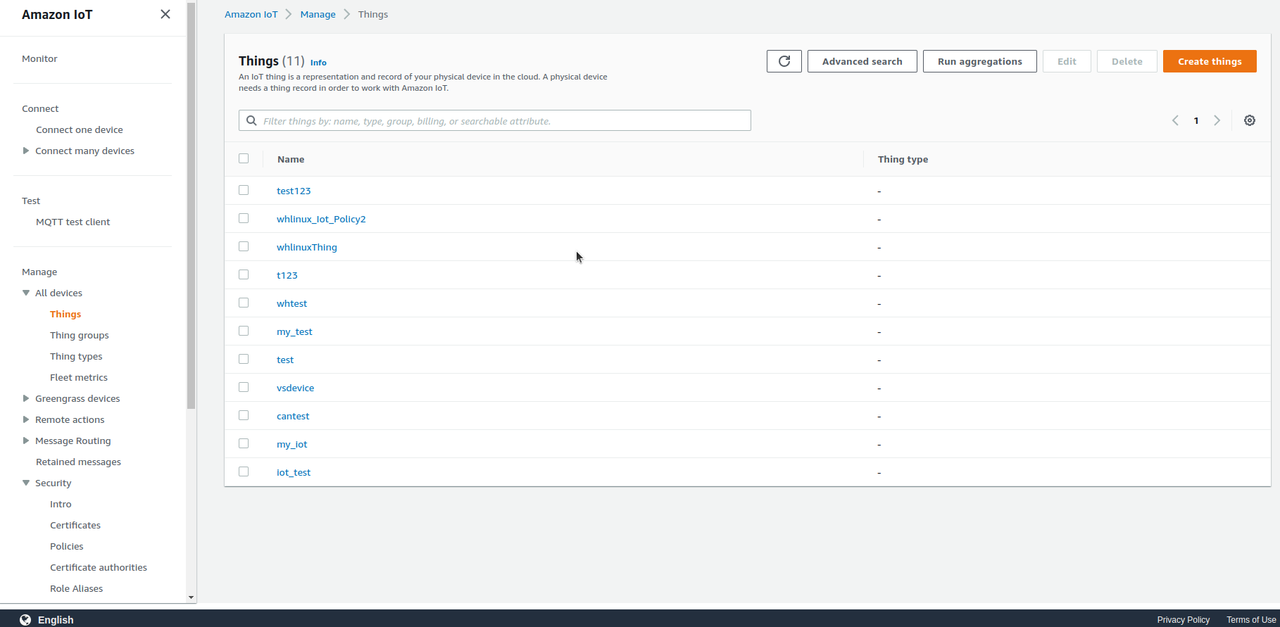 Amazon IoT
Monitor
Connect
Connect one device
Connect many devices
Test
MQTT test client
Manage
All devices
Things
Thing groups
Thing types
Fleet metrics
Greengrass devices
Remote actions
Message Routing
Retained messages
Security
Intro
Certificates
Policies
Certificate authorities
Role Aliases
Amazon IoT Manage Things
Things (11) Info
An IoT thing is a representation and record of your physical device in the cloud. A physical device
needs a thing record in order to work with Amazon IoT.
Advanced search Run aggregations Edit Delete Create things
Filter things by: name, type, group, billing, or searchable attribute.
1
Name Thing type
test123 -
whlinux_Iot_Policy2 -
whlinuxThing -
t123 -
whtest -
my_test -
test -
vsdevice -
cantest -
my_iot -
iot_test -
English Privacy Policy Terms of Use